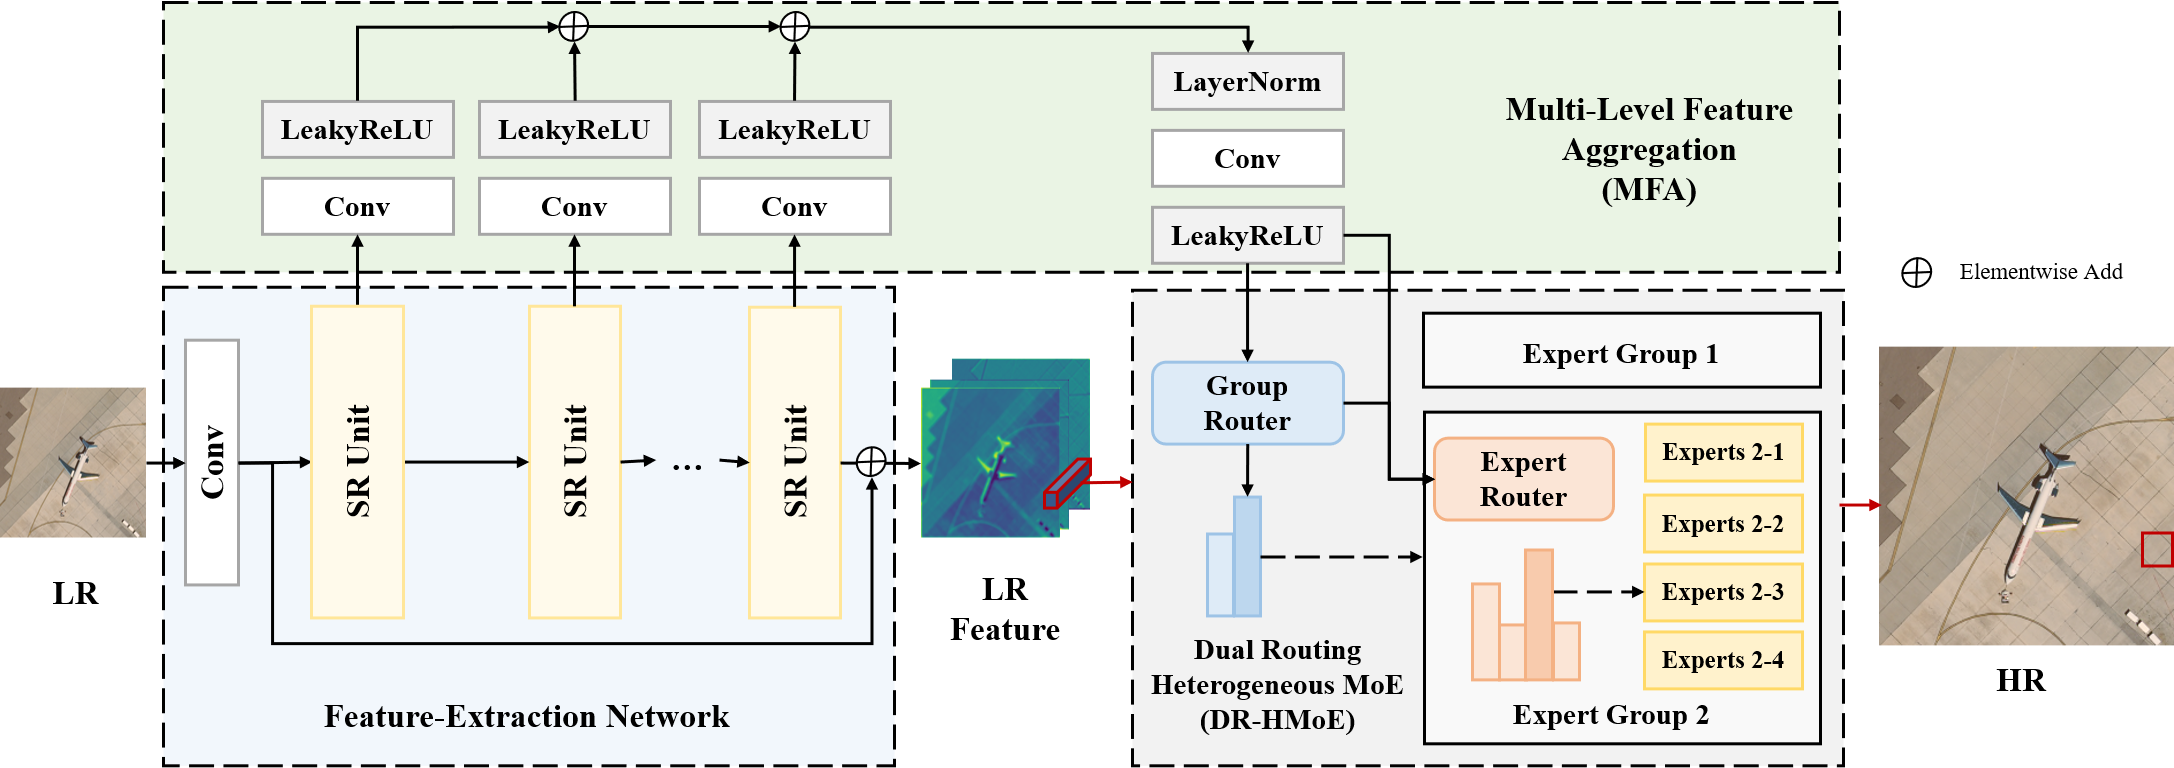 LayerNorm
LeakyReLU
LeakyReLU
LeakyReLU
Conv
Conv
Conv
Conv
LeakyReLU
Multi-Level Feature
Aggregation
(MFA)
Elementwise Add
LR
Conv
SR Unit
SR Unit
...
SR Unit
Feature-Extraction Network
LR
Feature
Group
Router
Dual Routing
Heterogeneous MoE
(DR-HMoE)
Expert Group 1
Expert
Router
Experts 2-1
Experts 2-2
Experts 2-3
Experts 2-4
Expert Group 2
HR